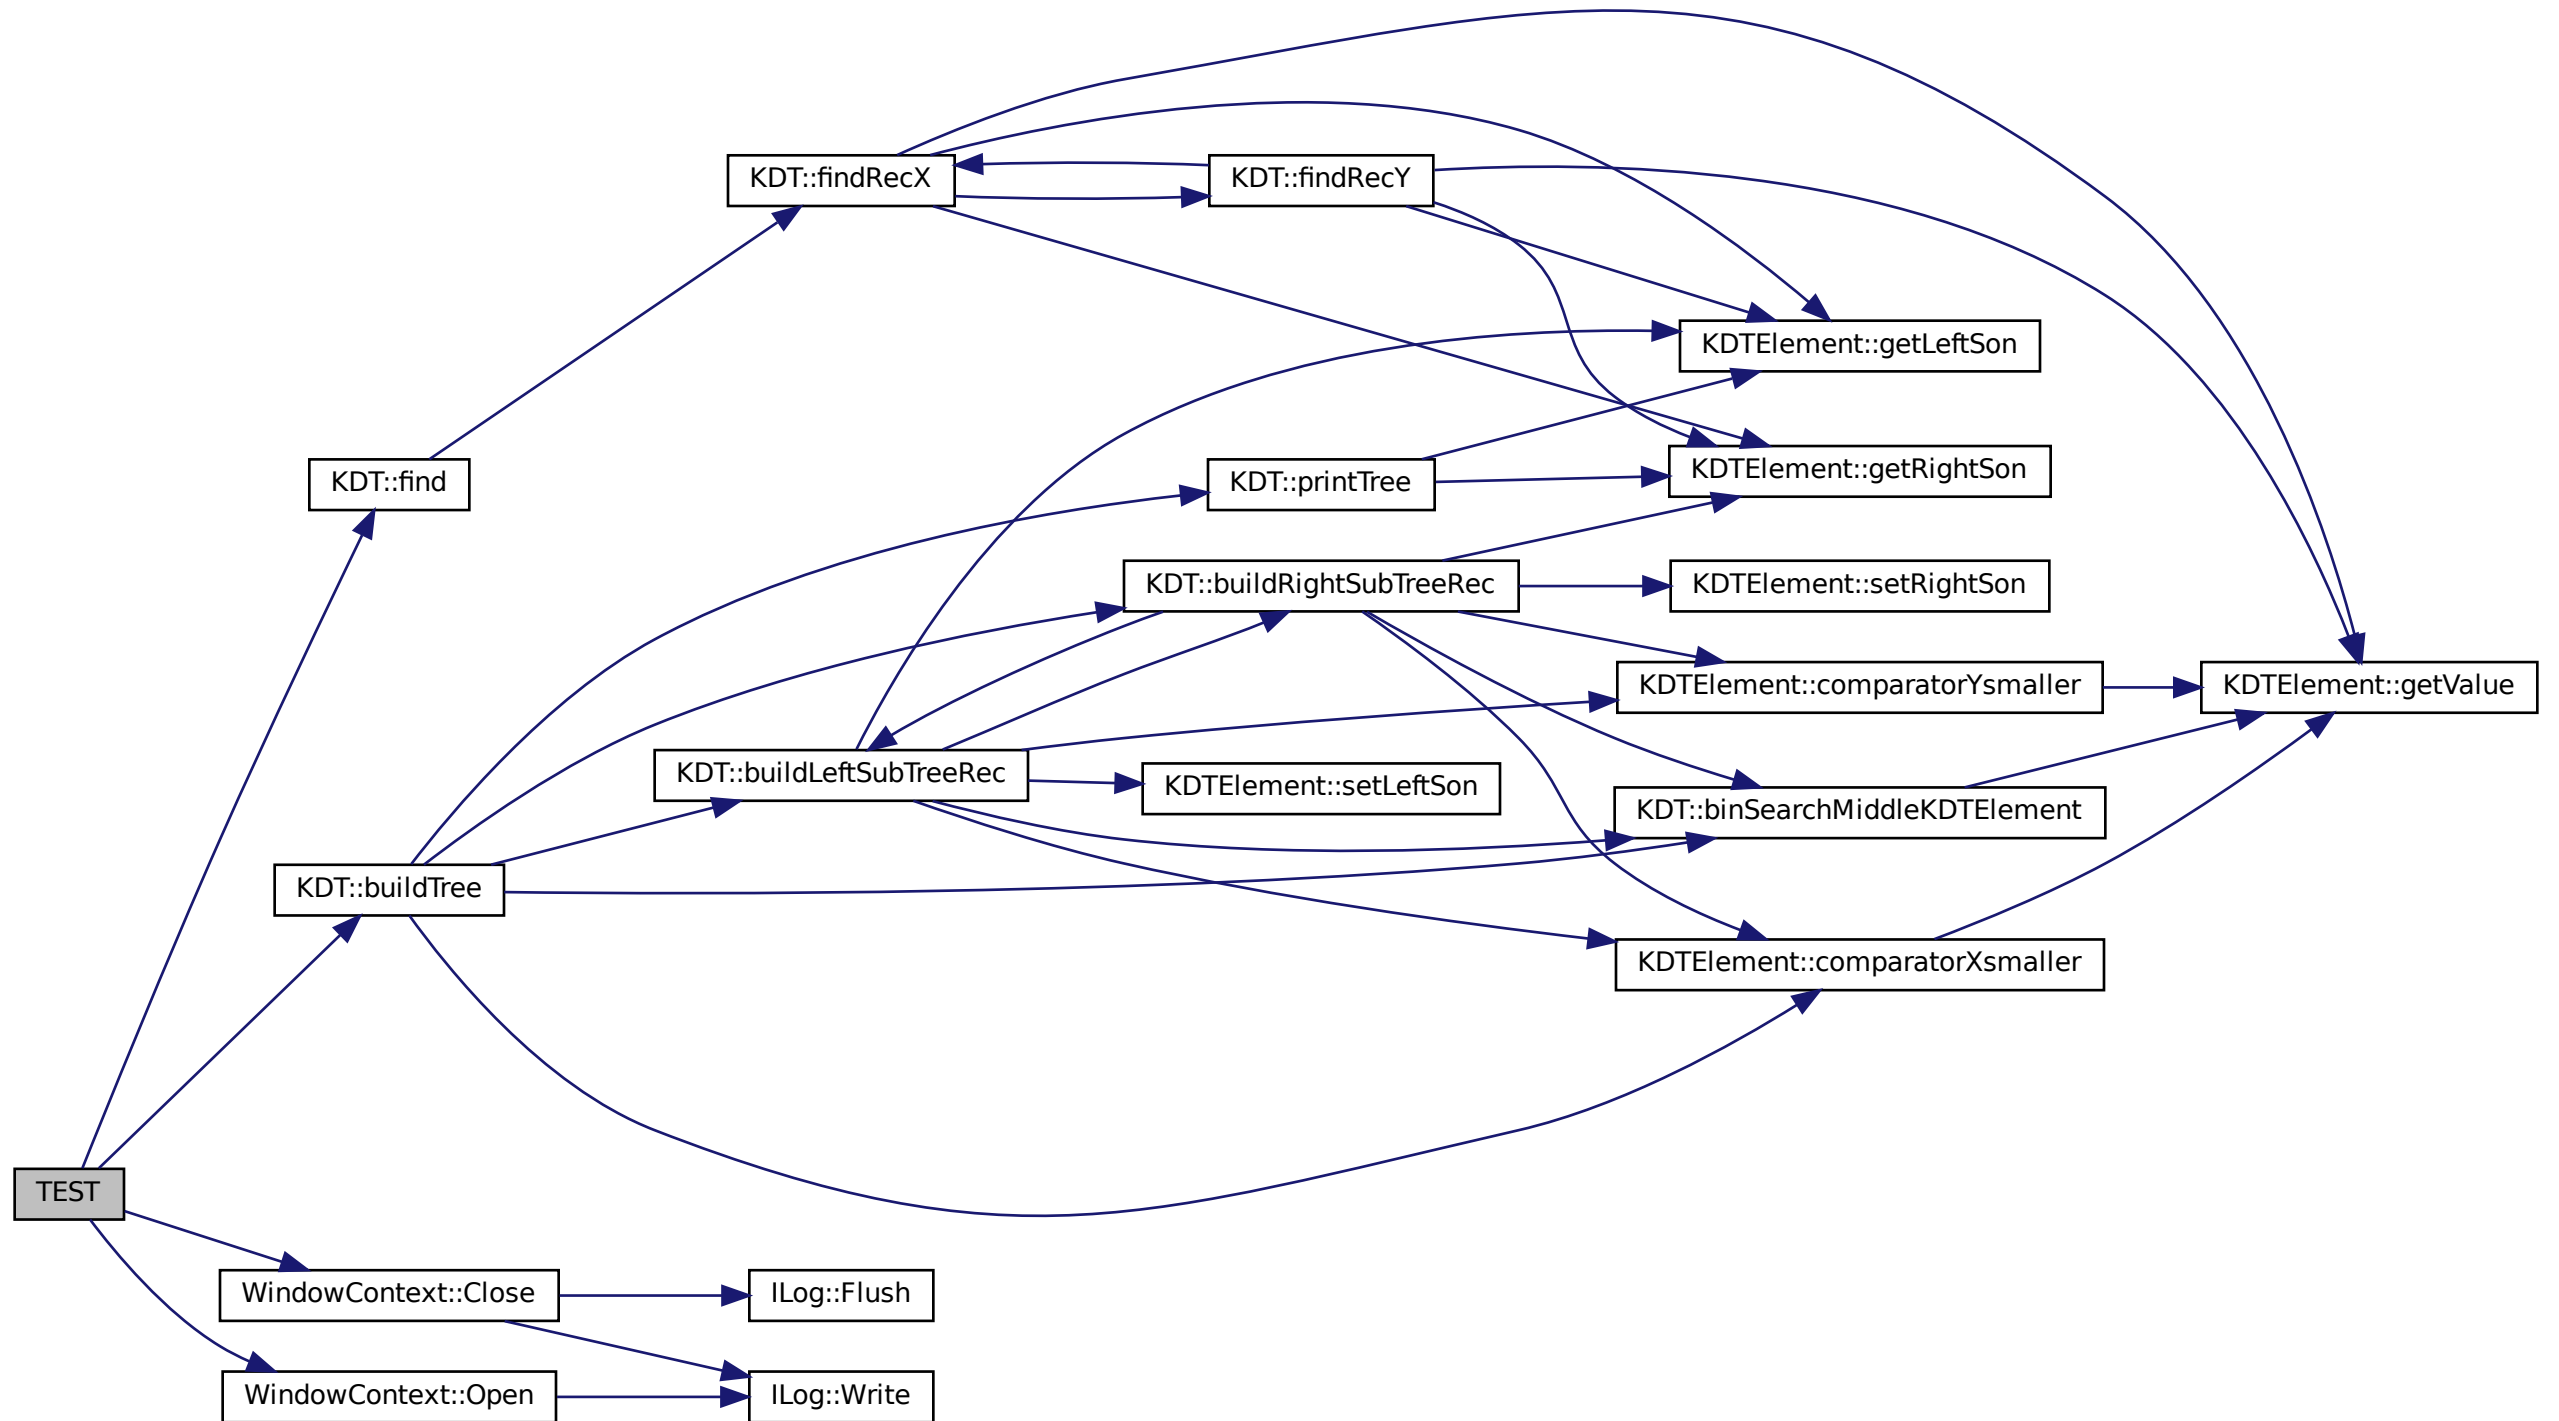 KDT::findRecX
KDT::findRecY
KDTElement::getLeftSon
KDTElement::getRightSon
KDT::find
KDT::printTree
KDT::buildRightSubTreeRec
KDTElement::setRightSon
KDTElement::comparatorYsmaller
KDTElement::getValue
KDT::buildLeftSubTreeRec
KDTElement::setLeftSon
KDT::binSearchMiddleKDTElement
KDT::buildTree
KDTElement::comparatorXsmaller
TEST
WindowContext::Close
ILog::Flush
WindowContext::Open
ILog::Write